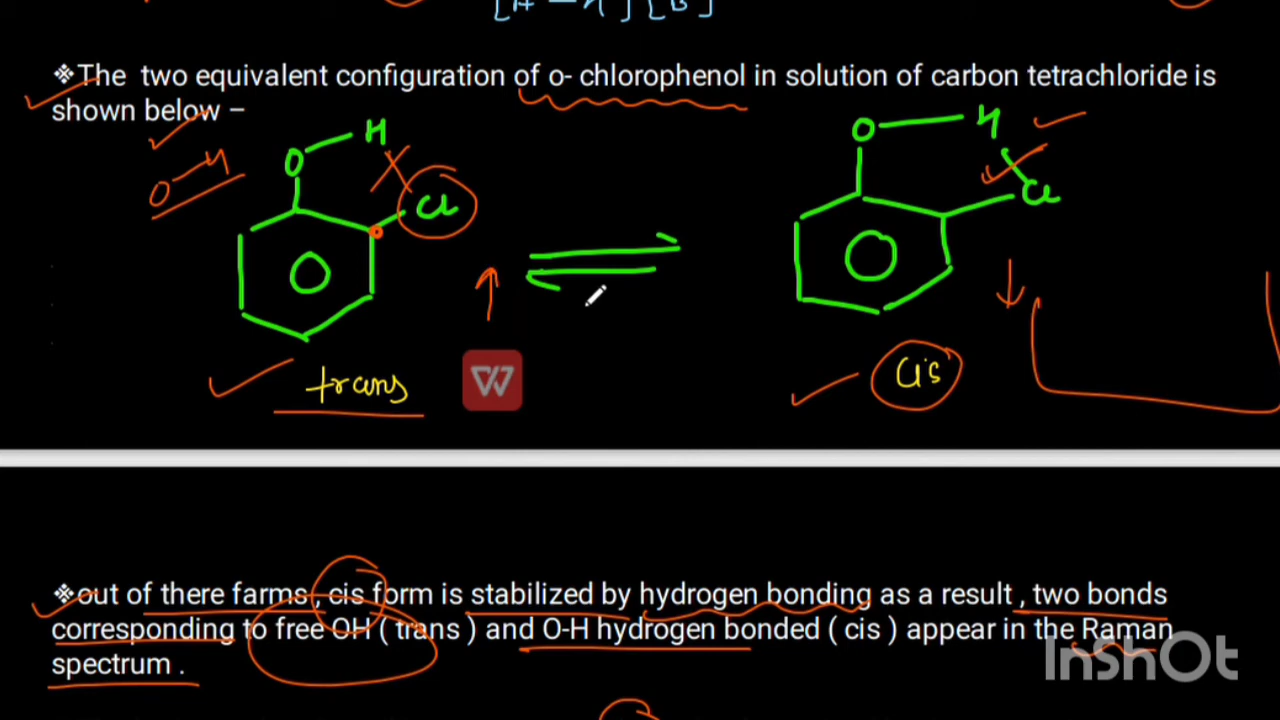 [A – H] [B]
❖The two equivalent configuration of o- chlorophenol in solution of carbon tetrachloride is
shown below –
O H
O H
Cl
O H
Cl
trans
cis
❖out of there farms , cis form is stabilized by hydrogen bonding as a result , two bonds
corresponding to free OH ( trans ) and O-H hydrogen bonded ( cis ) appear in the Raman
spectrum .
InShOt